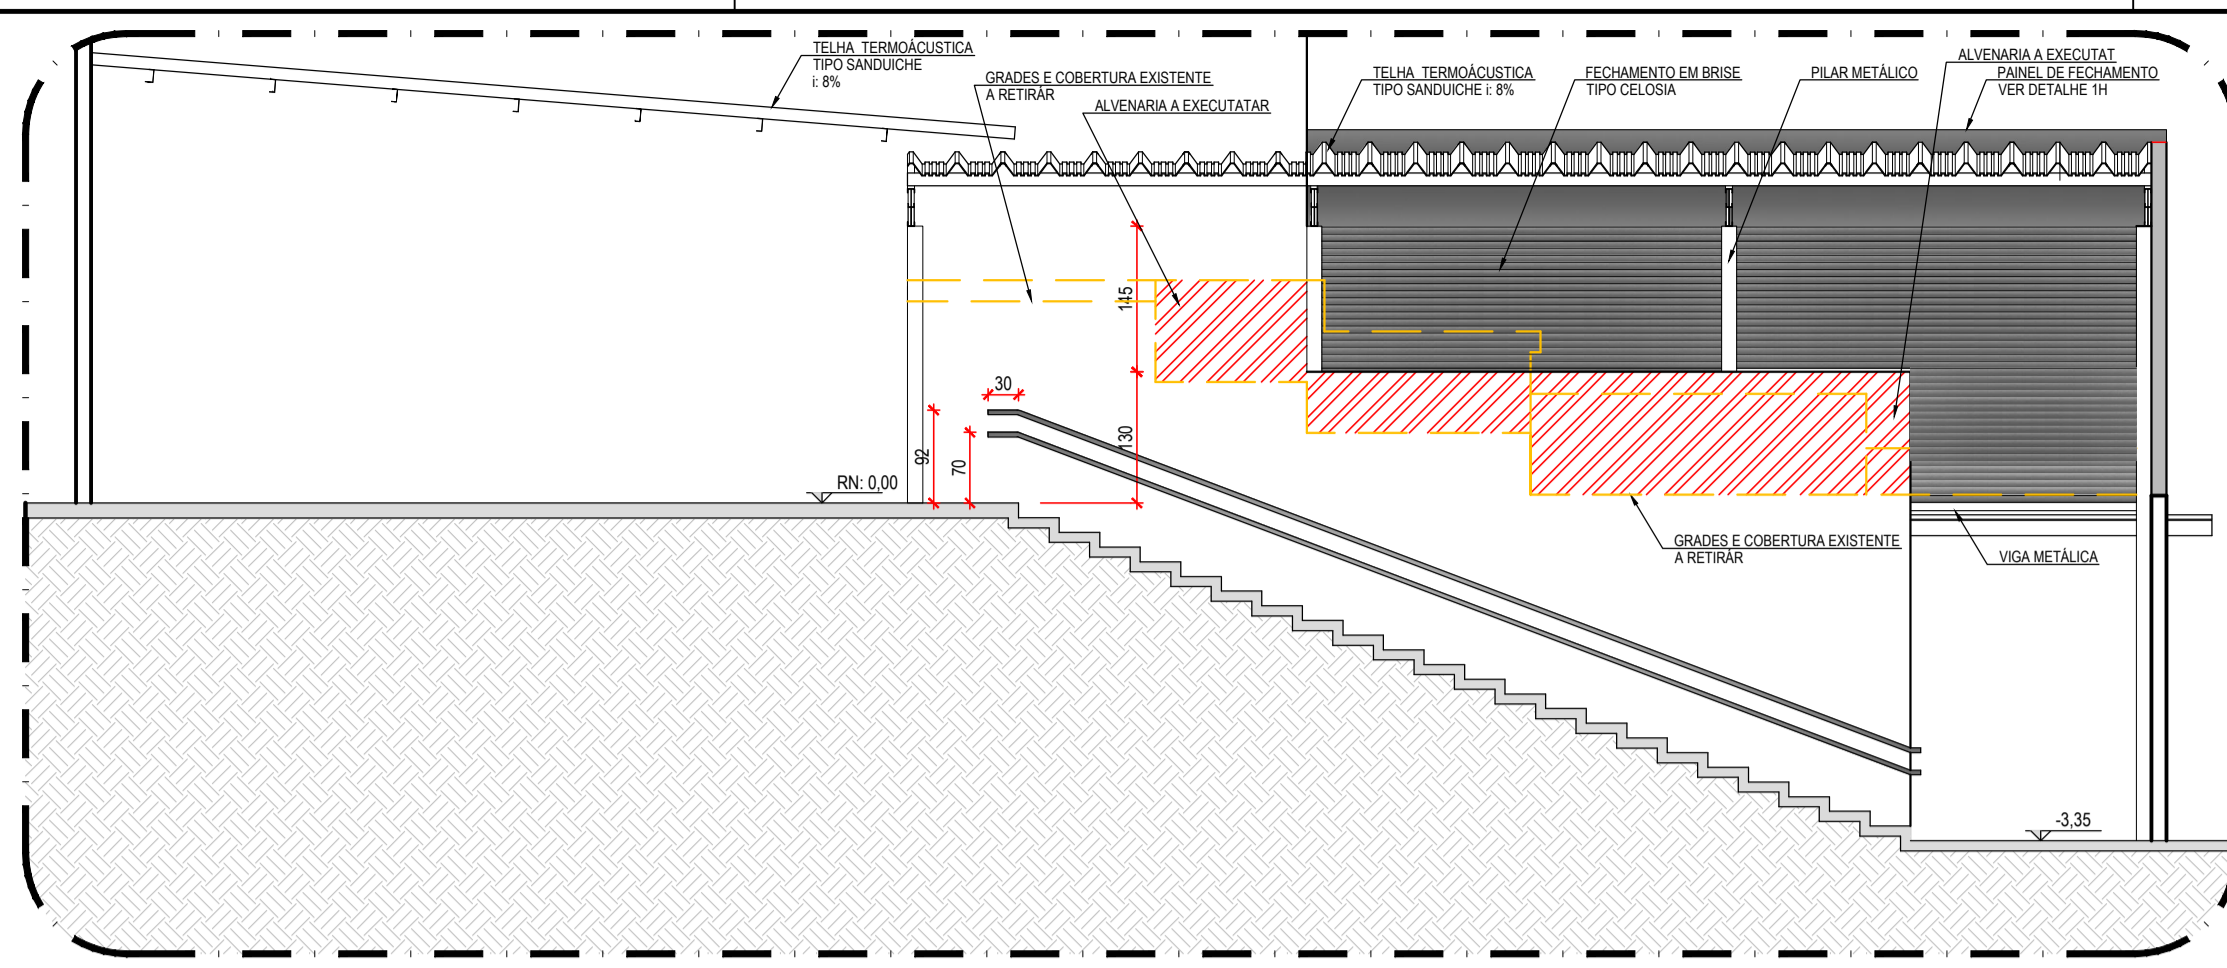 TELHA TERMOÁCUSTICA
TIPO SANDUICHE
i: 8%
GRADES E COBERTURA EXISTENTE
A RETIRÁR
ALVENARIA A EXECUTATAR
TELHA TERMOÁCUSTICA
TIPO SANDUICHE i: 8%
FECHAMENTO EM BRISE
TIPO CELOSIA
PILAR METÁLICO
ALVENARIA A EXECUTAT
PAINEL DE FECHAMENTO
VER DETALHE 1H
145
130
30
92
70
RN: 0,00
GRADES E COBERTURA EXISTENTE
A RETIRÁR
VIGA METÁLICA
-3,35